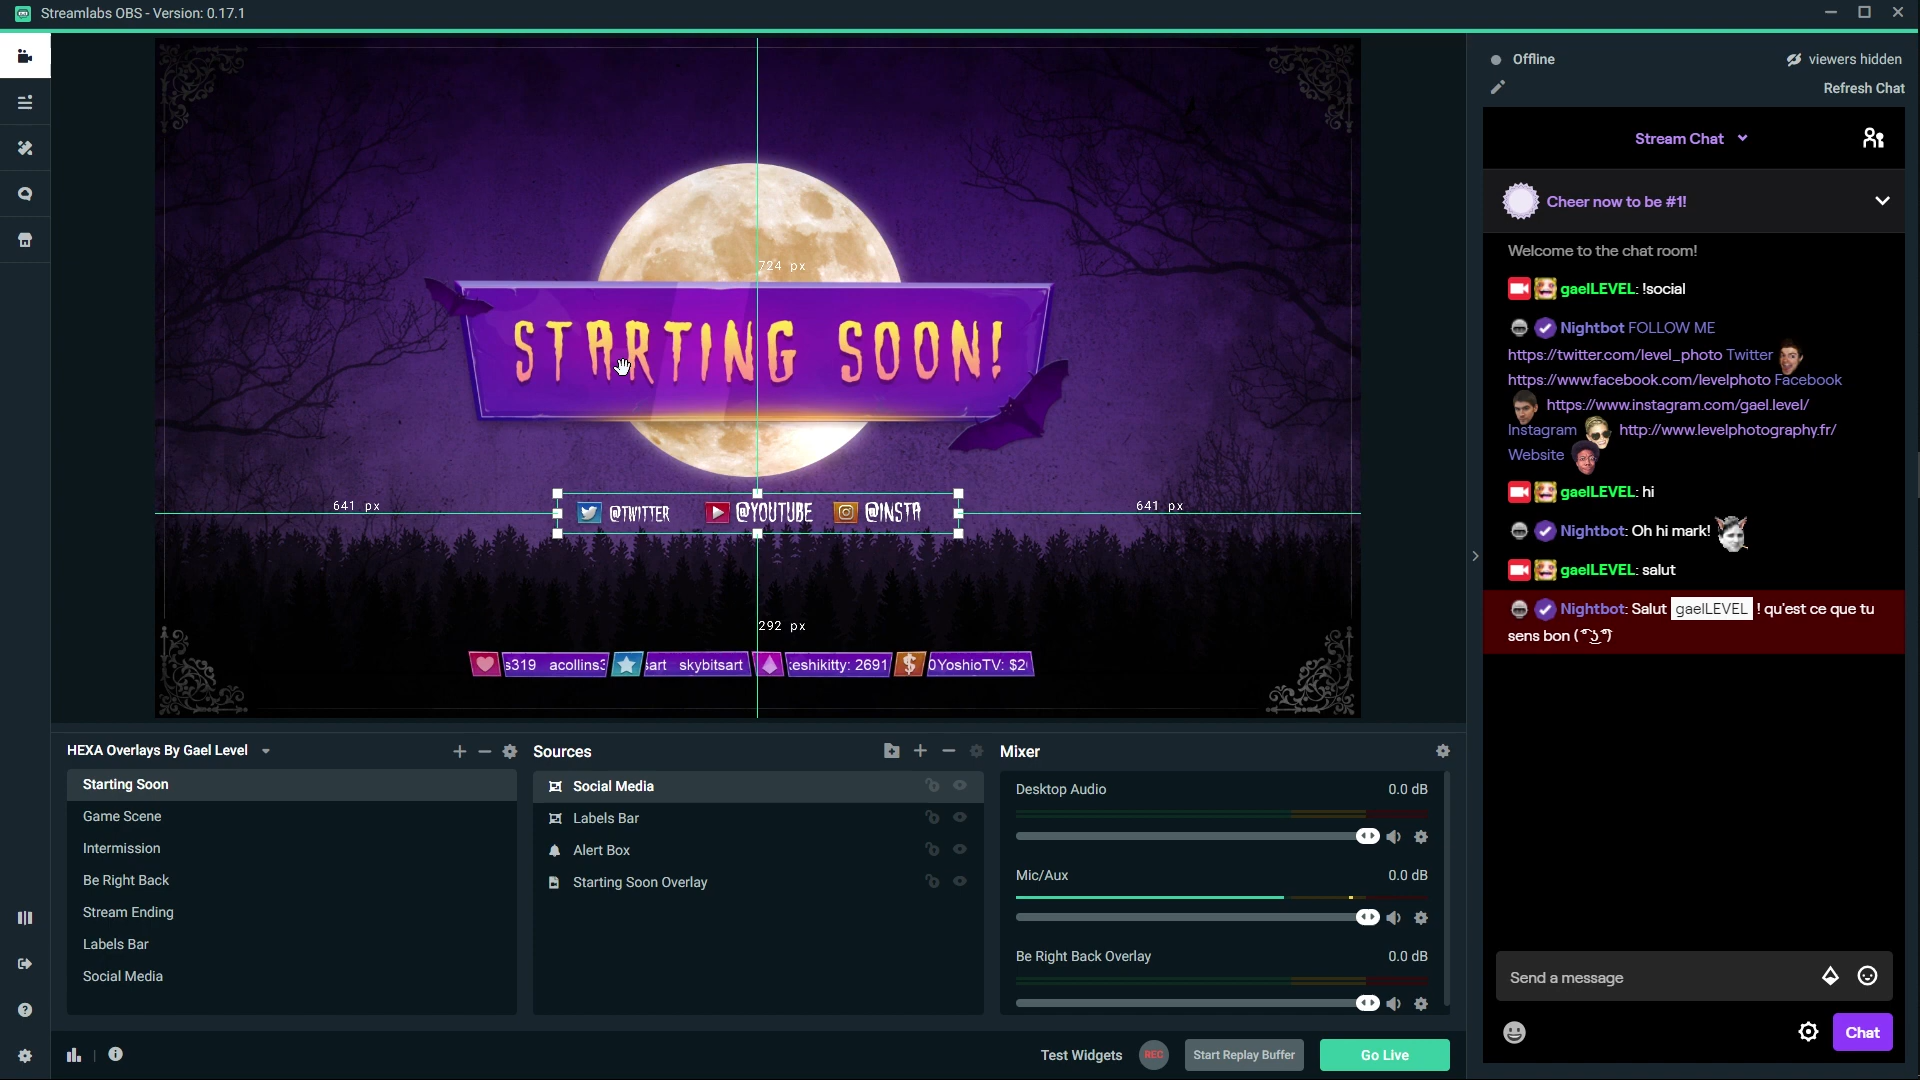 Streamlabs OBS - Version: 0.17.1
Offline
viewers hidden
Refresh Chat
Stream Chat
Cheer now to be #1!
Welcome to the chat room!
gaelLEVEL: !social
Nightbot FOLLOW ME
https://twitter.com/level_photo Twitter
https://www.facebook.com/levelphoto Facebook
https://www.instagram.com/gael.level/
Instagram http://www.levelphotography.fr/
Website
gaelLEVEL: hi
Nightbot: Oh hi mark!
gaelLEVEL: salut
Nightbot: Salut gaelLEVEL ! qu'est ce que tu
sens bon ( ͡° ͜ʖ ͡°)
Send a message
Chat
724 px
STARTING SOON!
641 px
641 px
@TWITTER
@YOUTUBE
@INSTA
292 px
s319 acollins3
sart skybitsart
:eshikitty: 2691
0YoshioTV: $2
HEXA Overlays By Gael Level
Starting Soon
Game Scene
Intermission
Be Right Back
Stream Ending
Labels Bar
Social Media
Sources
Social Media
Labels Bar
Alert Box
Starting Soon Overlay
Mixer
Desktop Audio 0.0 dB
Mic/Aux 0.0 dB
Be Right Back Overlay 0.0 dB
Test Widgets
REC
Start Replay Buffer
Go Live